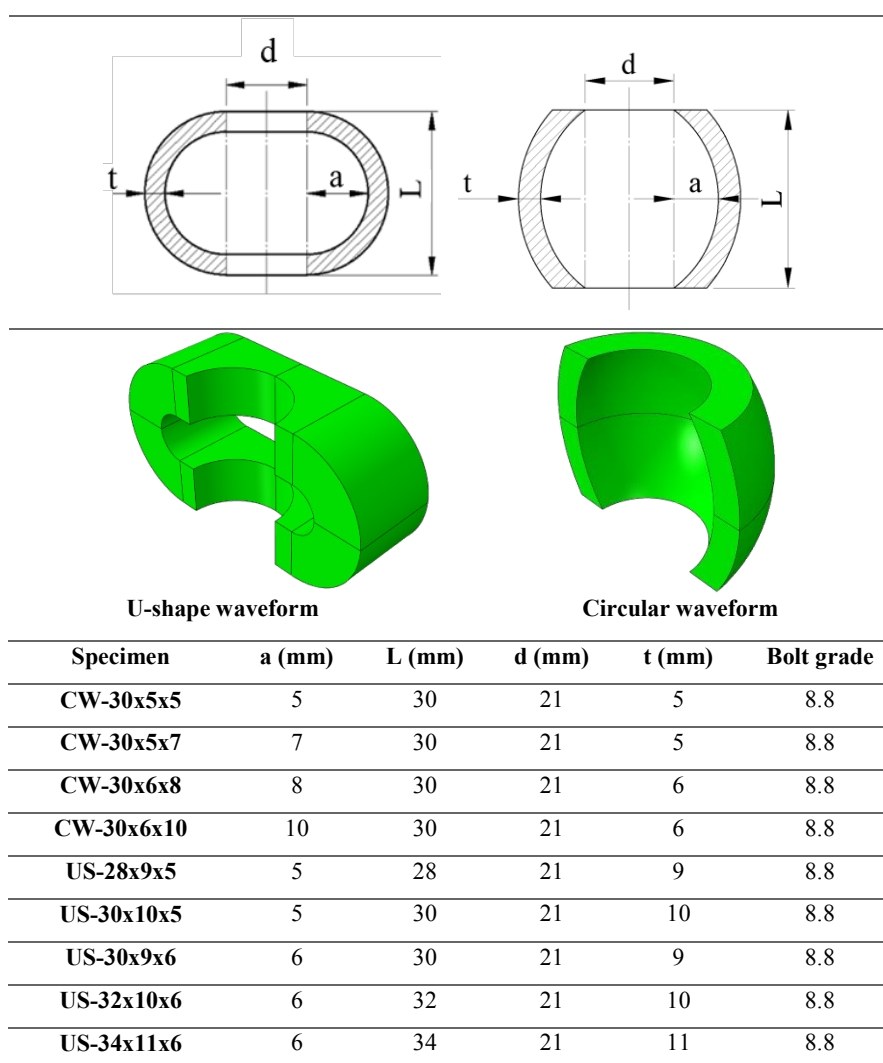 d
d
t
a
L
t
a
L
U-shape waveform Circular waveform
Specimen a (mm) L (mm) d (mm) t (mm) Bolt grade
CW-30x5x5 5 30 21 5 8.8
CW-30x5x7 7 30 21 5 8.8
CW-30x6x8 8 30 21 6 8.8
CW-30x6x10 10 30 21 6 8.8
US-28x9x5 5 28 21 9 8.8
US-30x10x5 5 30 21 10 8.8
US-30x9x6 6 30 21 9 8.8
US-32x10x6 6 32 21 10 8.8
US-34x11x6 6 34 21 11 8.8